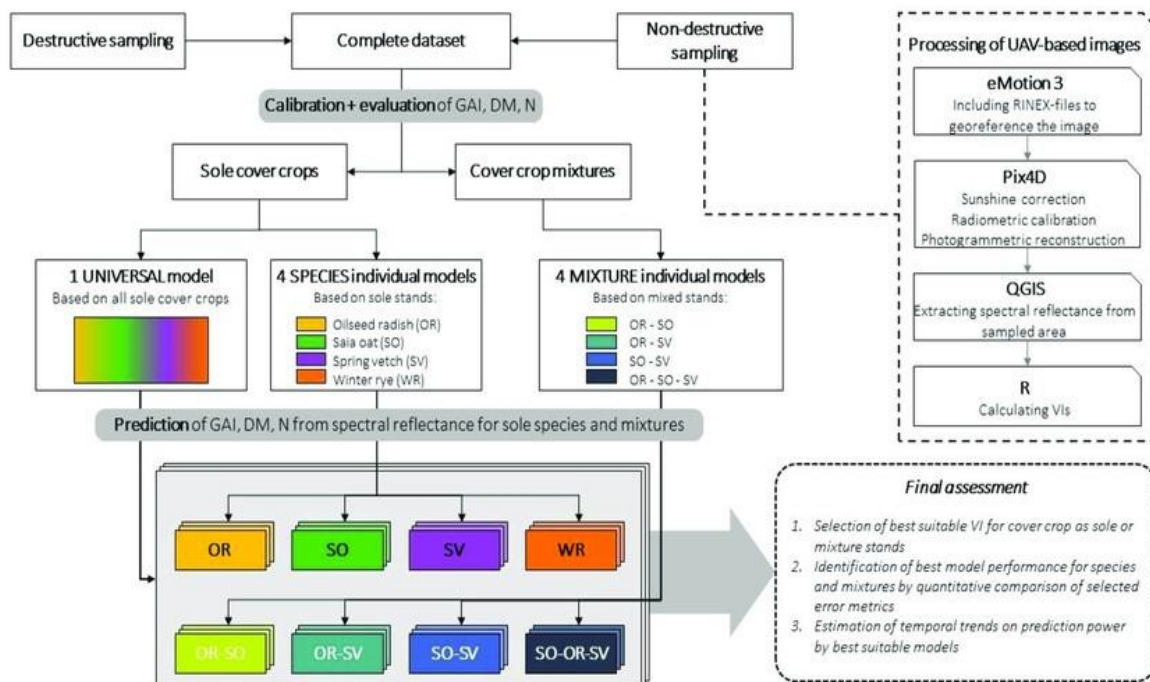 Destructive sampling
Complete dataset
Non-destructive
sampling
Calibration + evaluation of GAI, DM, N
Sole cover crops
Cover crop mixtures
1 UNIVERSAL model
Based on all sole cover crops
4 SPECIES individual models
Based on sole stands:
Oilseed radish (OR)
Saia oat (SO)
Spring vetch (SV)
Winter rye (WR)
4 MIXTURE individual models
Based on mixed stands:
OR - SO
OR - SV
SO - SV
OR - SO - SV
Prediction of GAI, DM, N from spectral reflectance for sole species and mixtures
OR
SO
SV
WR
OR-SO
OR-SV
SO-SV
SO-OR-SV
Processing of UAV-based images
eMotion 3
Including RINEX-files to
georeference the image
Pix4D
Sunshine correction
Radiometric calibration
Photogrammetric reconstruction
QGIS
Extracting spectral reflectance from
sampled area
R
Calculating VIs
Final assessment
1. Selection of best suitable VI for cover crop as sole or
mixture stands
2. Identification of best model performance for species
and mixtures by quantitative comparison of selected
error metrics
3. Estimation of temporal trends on prediction power
by best suitable models